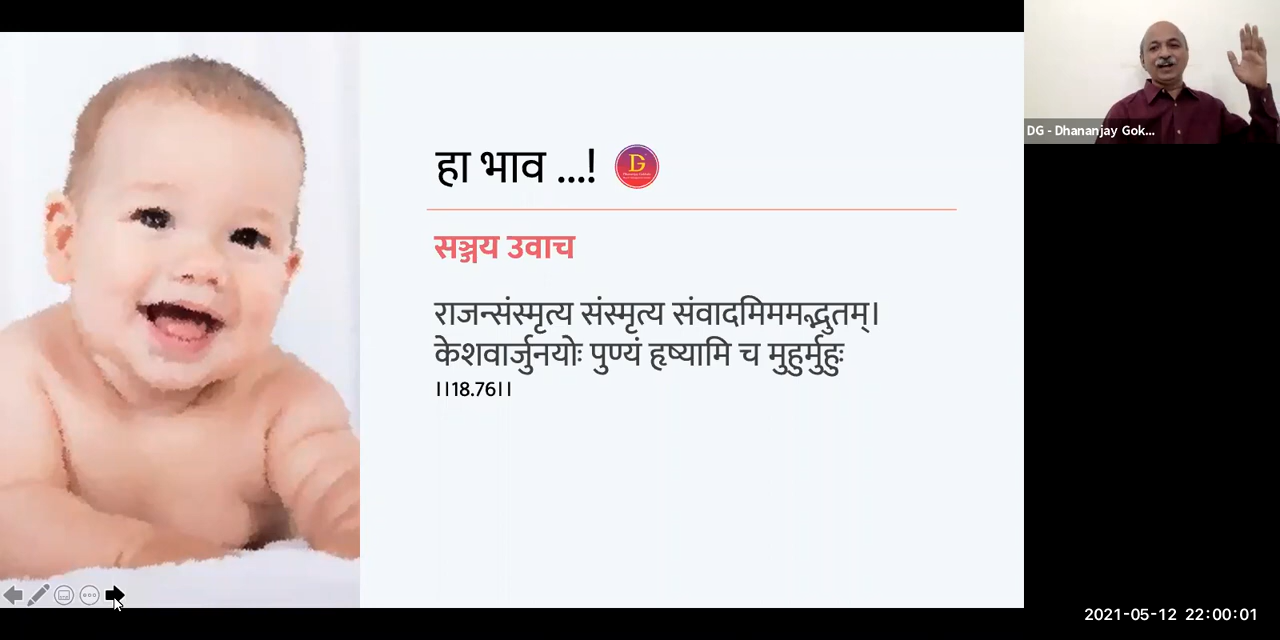 हा भाव ...!
सञ्जय उवाच
राजन्संस्मृत्य संस्मृत्य संवादमिममद्भुतम्।
केशवार्जुनयोः पुण्यं हृष्यामि च मुहुर्मुहुः
।।18.76।।
DG - Dhananjay Gok...
2021-05-12 22:00:01